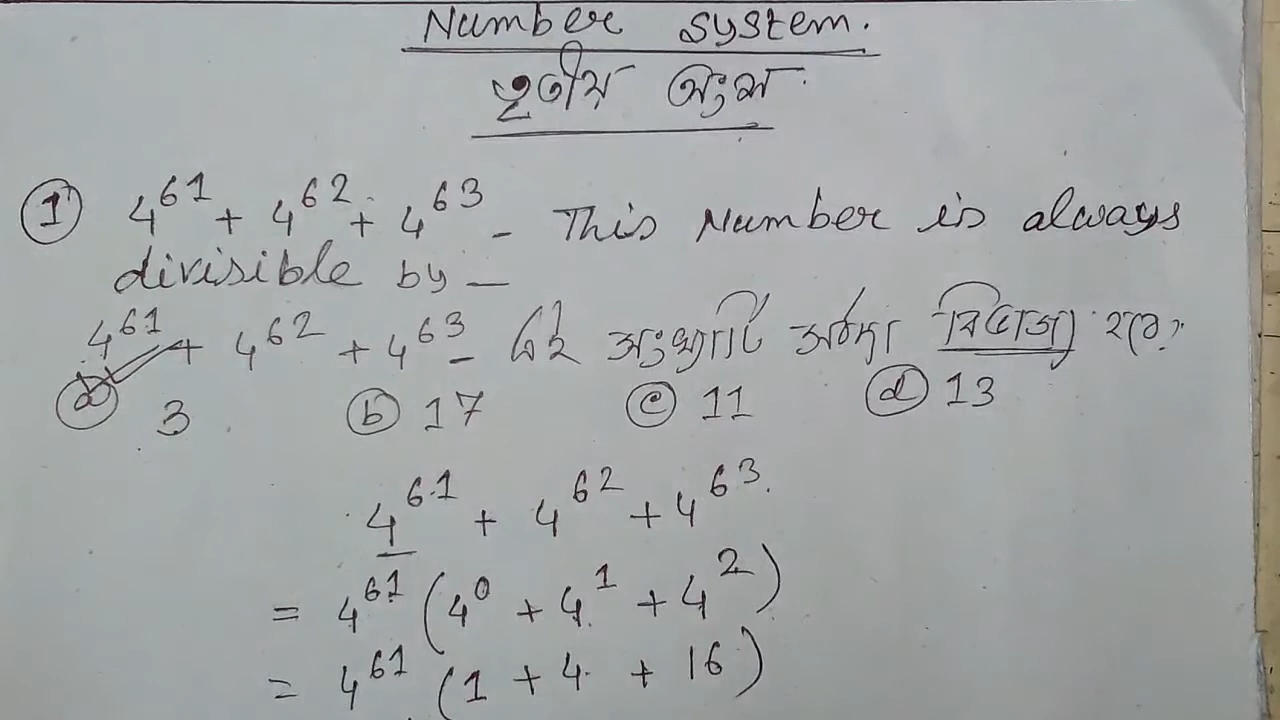 Number System.
তৃতীয় অংশ.
① 4^61 + 4^62 + 4^63 - This Number is always
divisible by —
4^61 + 4^62 + 4^63 - এই সংখ্যাটি সর্বদা বিভাজ্য হবে?
ⓐ 3 ⓑ 17 ⓒ 11 ⓓ 13
4^61 + 4^62 + 4^63.
= 4^61 (4^0 + 4^1 + 4^2)
= 4^61 (1 + 4 + 16)